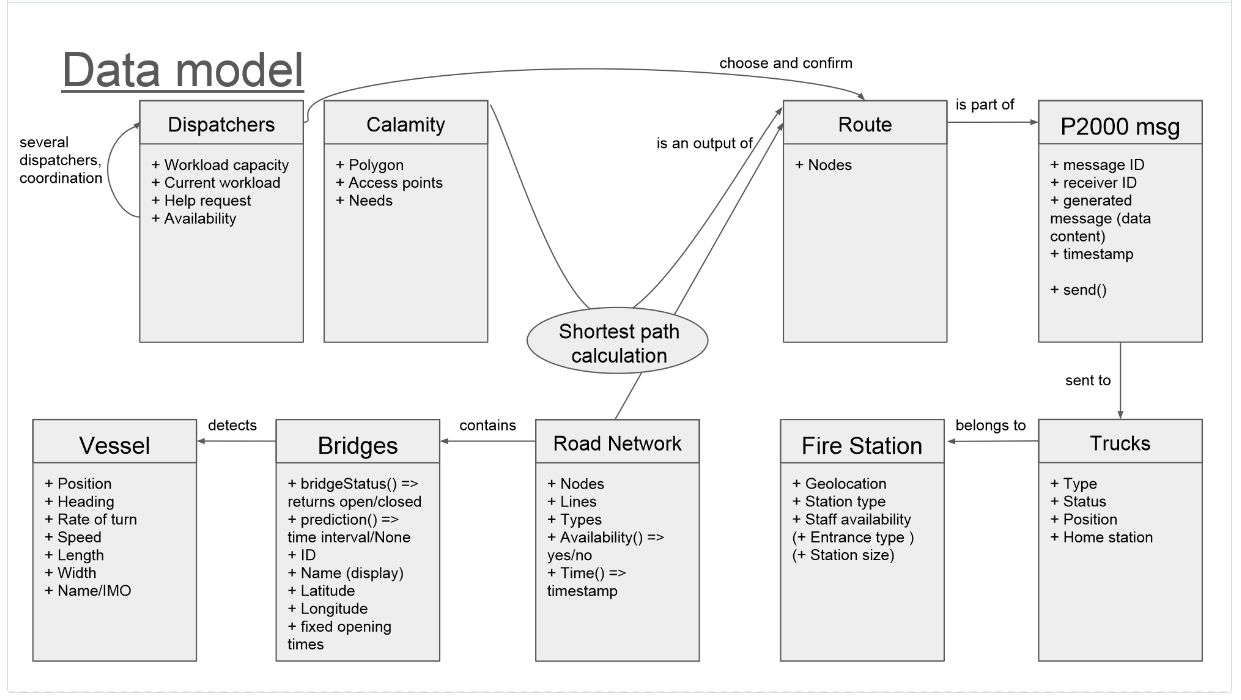 Data model
choose and confirm
several
dispatchers,
coordination
Dispatchers
+ Workload capacity
+ Current workload
+ Help request
+ Availability
Calamity
+ Polygon
+ Access points
+ Needs
is an output of
Route
+ Nodes
is part of
P2000 msg
+ message ID
+ receiver ID
+ generated
message (data
content)
+ timestamp
+ send()
Shortest path
calculation
sent to
Vessel
+ Position
+ Heading
+ Rate of turn
+ Speed
+ Length
+ Width
+ Name/IMO
detects
Bridges
+ bridgeStatus() =>
returns open/closed
+ prediction() =>
time interval/None
+ ID
+ Name (display)
+ Latitude
+ Longitude
+ fixed opening
times
contains
Road Network
+ Nodes
+ Lines
+ Types
+ Availability() =>
yes/no
+ Time() =>
timestamp
Fire Station
+ Geolocation
+ Station type
+ Staff availability
(+ Entrance type )
(+ Station size)
belongs to
Trucks
+ Type
+ Status
+ Position
+ Home station